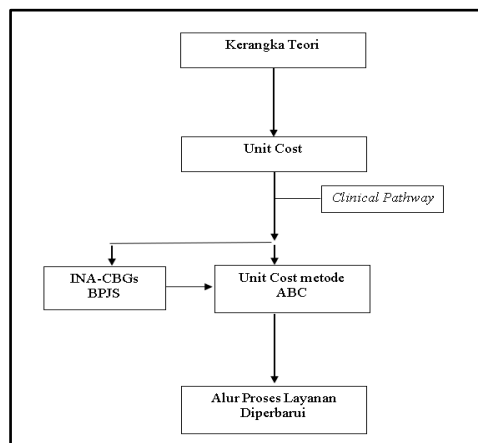 Kerangka Teori
Unit Cost
Clinical Pathway
INA-CBGs
BPJS
Unit Cost metode
ABC
Alur Proses Layanan
Diperbarui